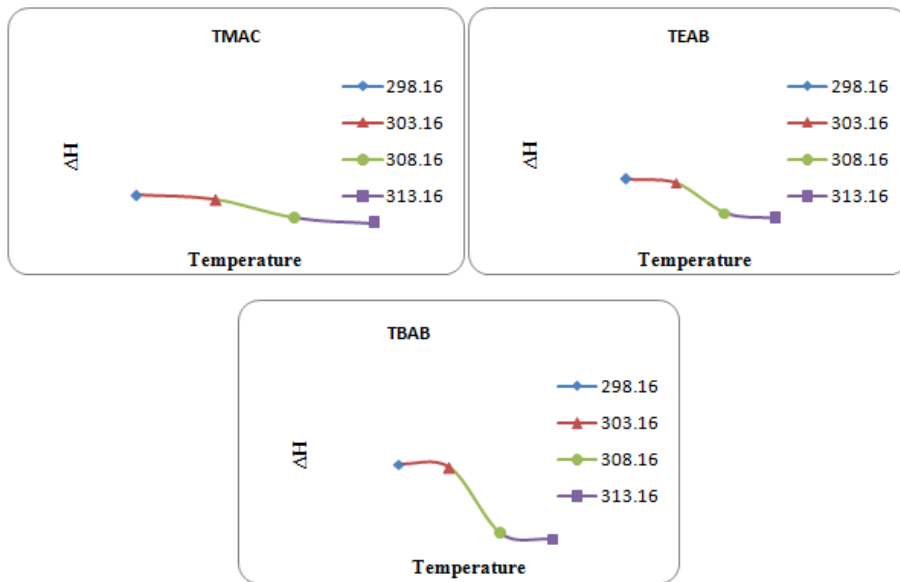 TMAC
298.16
303.16
308.16
313.16
ΔH
Temperature
TEAB
298.16
303.16
308.16
313.16
ΔH
Temperature
TBAB
298.16
303.16
308.16
313.16
ΔH
Temperature